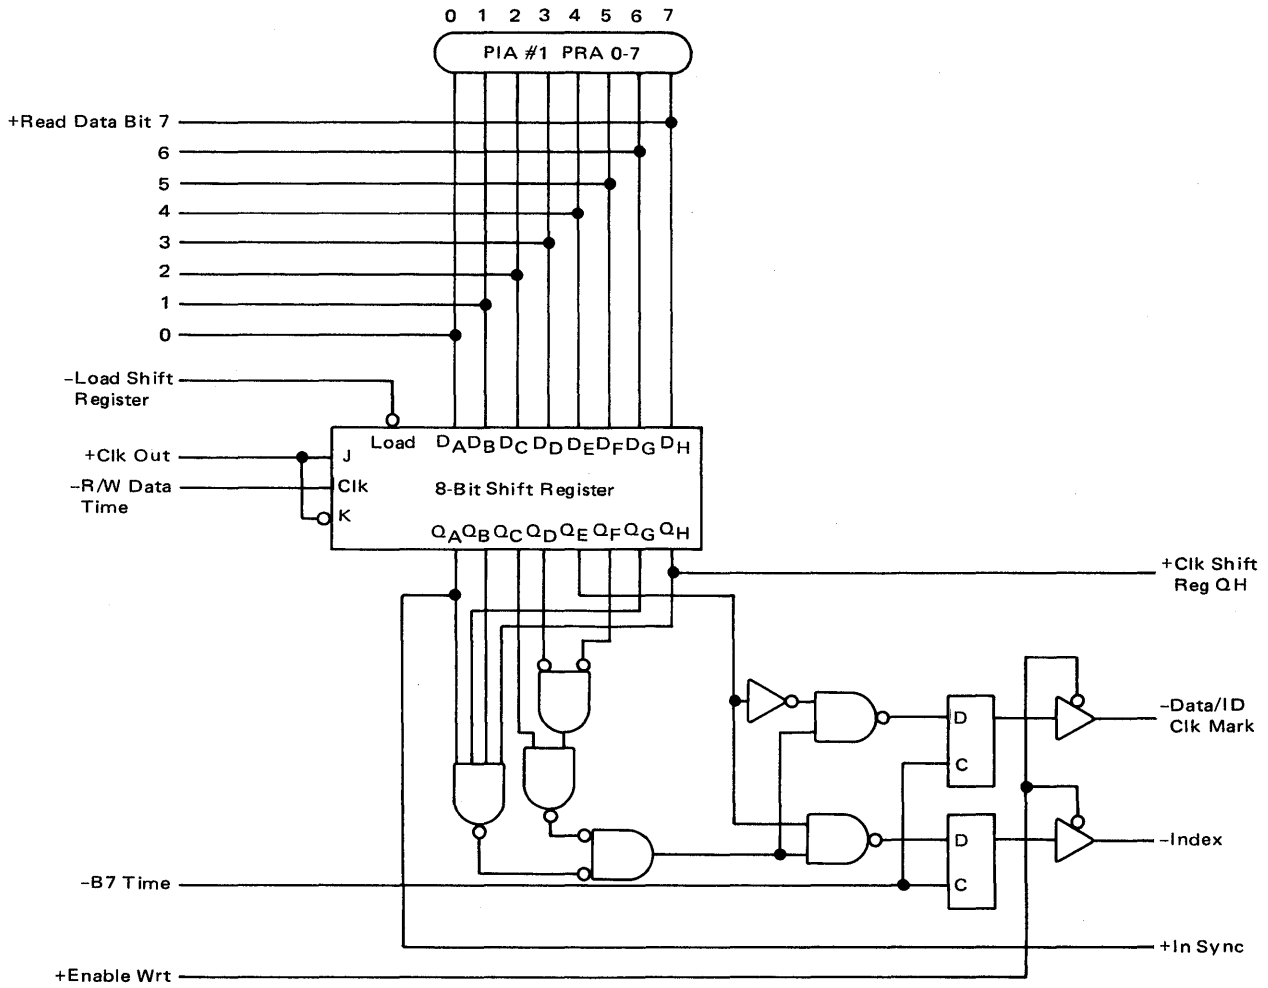 0 1 2 3 4 5 6 7
PIA #1 PRA 0-7
+Read Data Bit 7
6
5
4
3
2
1
0
–Load Shift
Register
Load DA DB DC DD DE DF DG DH
+Clk Out
J
–R/W Data
Time
Clk
8-Bit Shift Register
K
QA QB QC QD QE QF QG QH
+Clk Shift
Reg QH
D
–Data/ID
Clk Mark
C
D
–Index
–B7 Time
C
+In Sync
+Enable Wrt